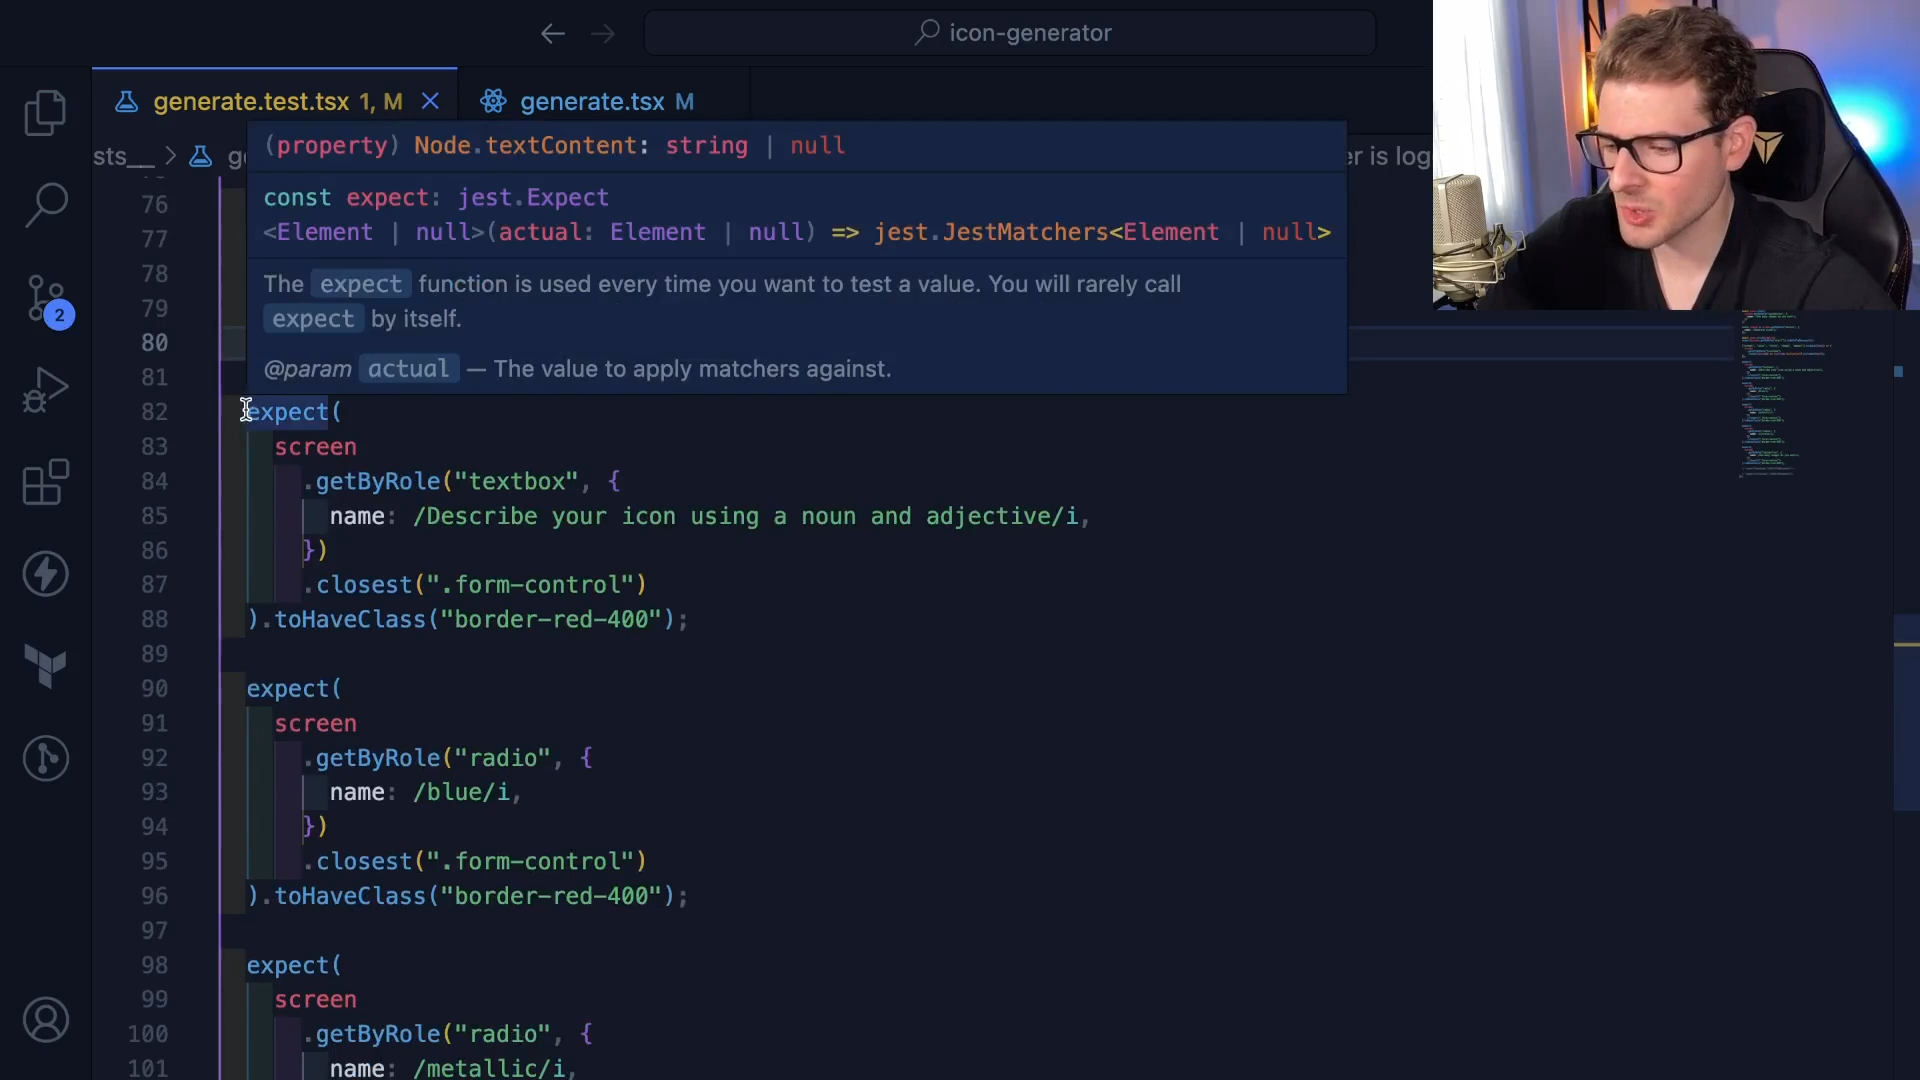 icon-generator
generate.test.tsx 1, M
generate.tsx M
sts__
er is log
(property) Node.textContent: string | null
const expect: jest.Expect
<Element | null>(actual: Element | null) => jest.JestMatchers<Element | null>
The expect function is used every time you want to test a value. You will rarely call
expect by itself.
@param actual — The value to apply matchers against.
76
77
78
79
80
81
82 expect(
83 screen
84 .getByRole("textbox", {
85 name: /Describe your icon using a noun and adjective/i,
86 })
87 .closest(".form-control")
88 ).toHaveClass("border-red-400");
89
90 expect(
91 screen
92 .getByRole("radio", {
93 name: /blue/i,
94 })
95 .closest(".form-control")
96 ).toHaveClass("border-red-400");
97
98 expect(
99 screen
100 .getByRole("radio", {
101 name: /metallic/i,
2